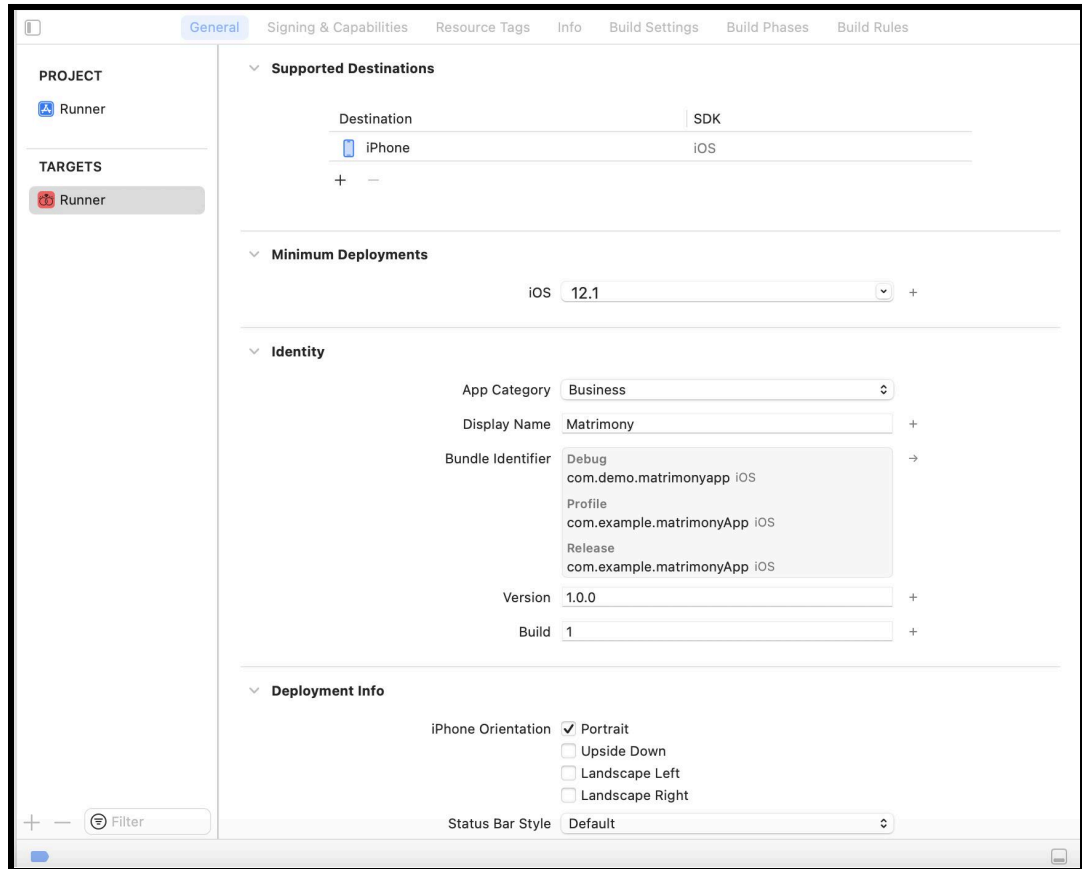 General Signing & Capabilities Resource Tags Info Build Settings Build Phases Build Rules
PROJECT
Runner
TARGETS
Runner
Supported Destinations
Destination SDK
iPhone iOS
+ −
Minimum Deployments
iOS 12.1 +
Identity
App Category Business
Display Name Matrimony +
Bundle Identifier Debug
com.demo.matrimonyapp iOS
Profile
com.example.matrimonyApp iOS
Release
com.example.matrimonyApp iOS
Version 1.0.0 +
Build 1 +
Deployment Info
iPhone Orientation Portrait
Upside Down
Landscape Left
Landscape Right
Status Bar Style Default
+ − Filter